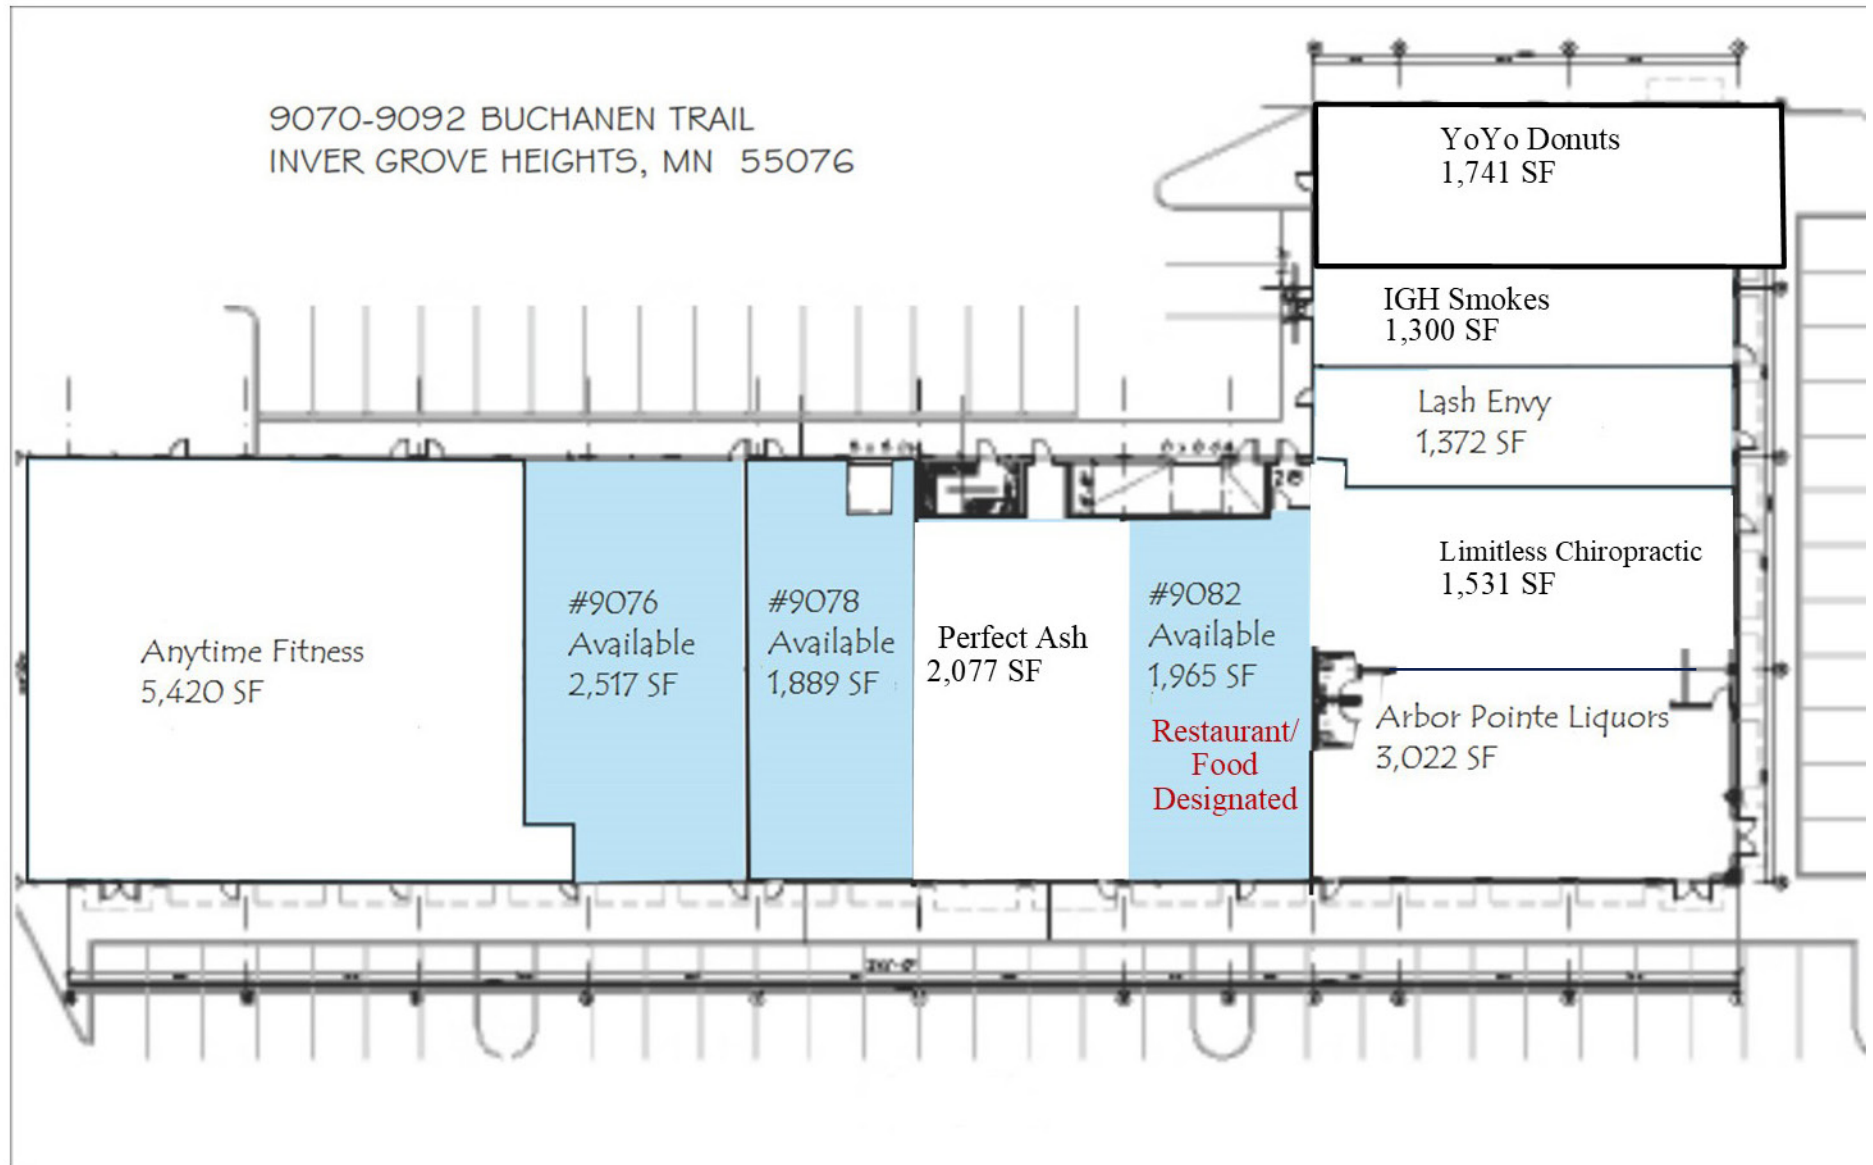 9070-9092 BUCHANEN TRAIL
INVER GROVE HEIGHTS, MN 55076
YoYo Donuts
1,741 SF
IGH Smokes
1,300 SF
Lash Envy
1,372 SF
Limitless Chiropractic
1,531 SF
Arbor Pointe Liquors
3,022 SF
Anytime Fitness
5,420 SF
#9076
Available
2,517 SF
#9078
Available
1,889 SF
Perfect Ash
2,077 SF
#9082
Available
1,965 SF
Restaurant/
Food
Designated